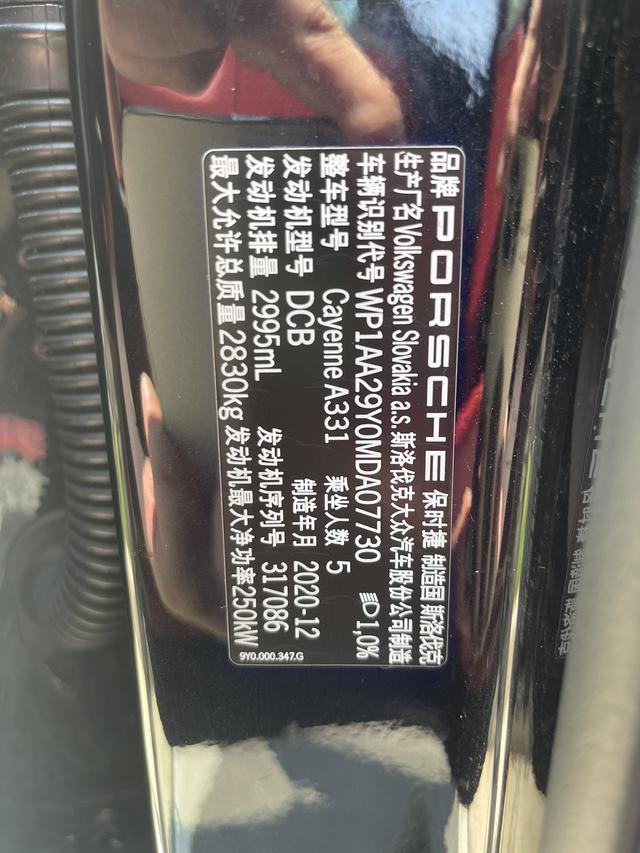 品牌 PORSCHE 保时捷 制造国 斯洛伐克
生产厂名 Volkswagen Slovakia a.s. 斯洛伐克大众汽车股份公司制造
车辆识别代号 WP1AA29Y0MDA07730 1,0%
整车型号 Cayenne A331 乘坐人数 5
发动机型号 DCB 制造年月 2020-12
发动机排量 2995mL 发动机序列号 317086
最大允许总质量 2830kg 发动机最大净功率250kW
9Y0.000.347.G